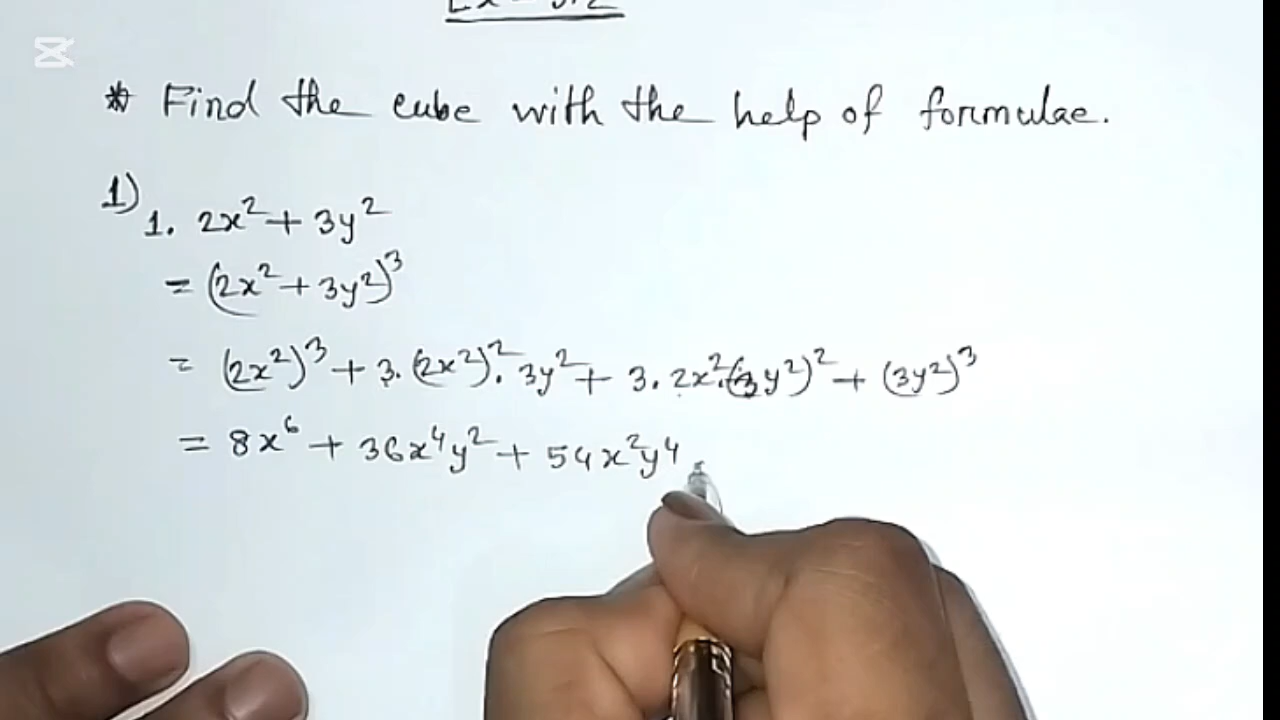 * Find the cube with the help of formulae.
1)
1. 2x² + 3y²
= (2x² + 3y²)³
= (2x²)³ + 3.(2x²)². 3y² + 3. 2x².(3y²)² + (3y²)³
= 8x⁶ + 36x⁴y² + 54x²y⁴